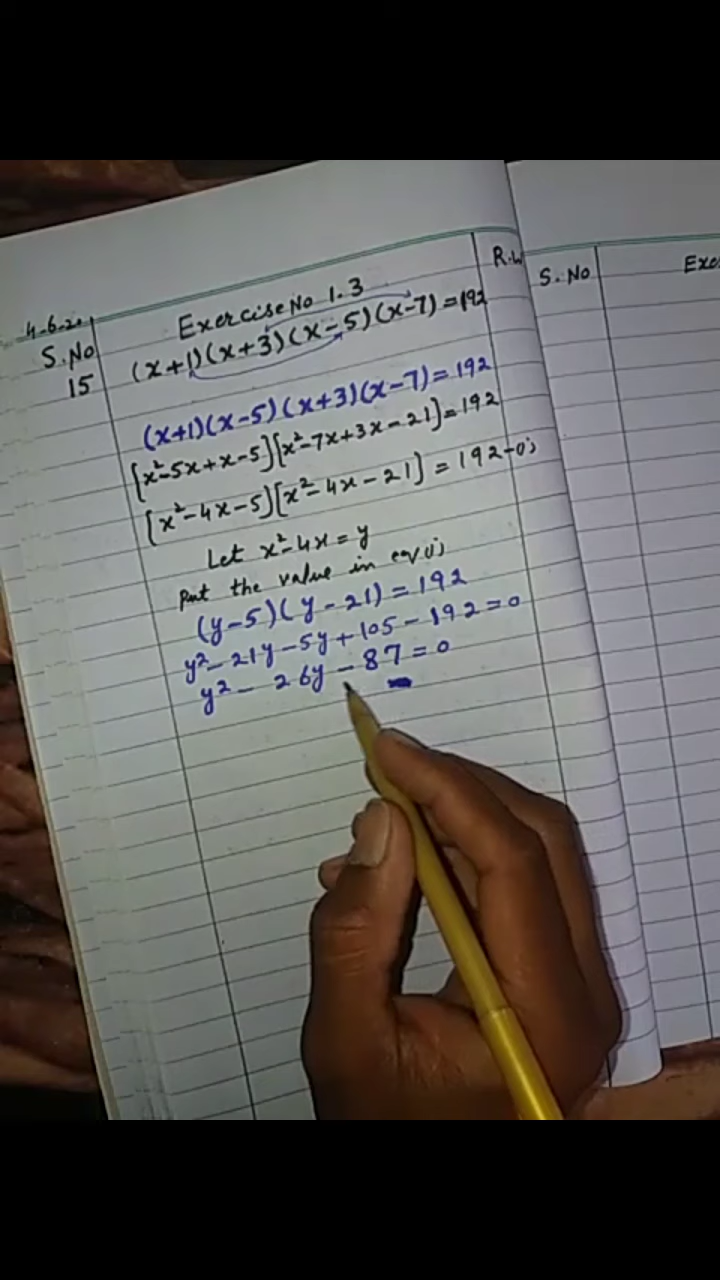 Exercise No 1.3
R.W
4-6-20
S.No
S.No
Exe
15
(x+1)(x+3)(x-5)(x-7)=192
(x+1)(x-5)(x+3)(x-7)=192
[x²-5x+x-5][x²-7x+3x-21]=192
[x²-4x-5][x²-4x-21]=192→(i)
Let x²-4x=y
Put the value in eq(i)
(y-5)(y-21)=192
y²-21y-5y+105-192=0
y²-26y-87=0